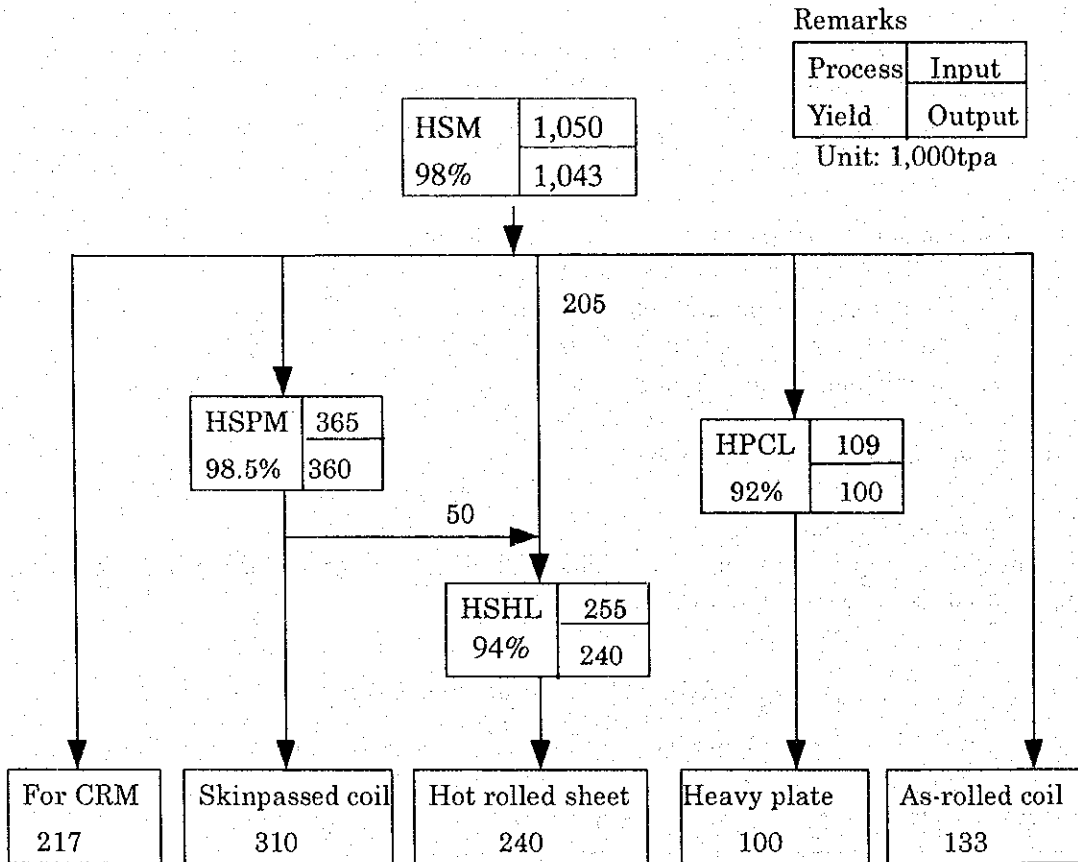 Remarks
Process Input
Yield Output
Unit: 1,000tpa
HSM 1,050
98% 1,043
205
HSPM 365
98.5% 360
HPCL 109
92% 100
50
HSHL 255
94% 240
For CRM
217
Skinpassed coil
310
Hot rolled sheet
240
Heavy plate
100
As-rolled coil
133